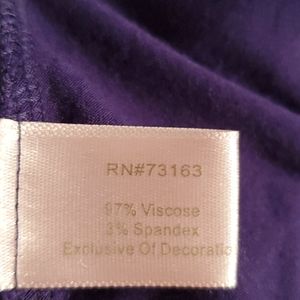 RN#73163
97% Viscose
3% Spandex
Exclusive Of Decoratio